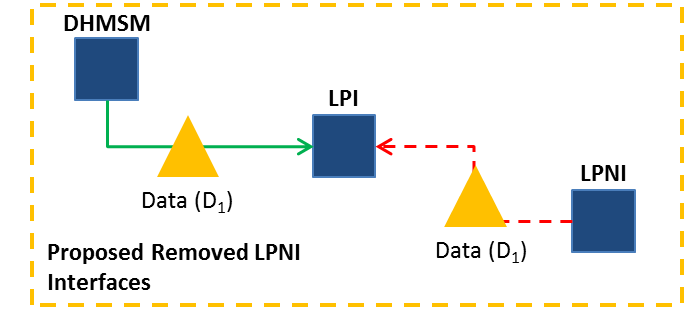 DHMSM
LPI
LPNI
Data (D₁)
Data (D₁)
Proposed Removed LPNI
Interfaces